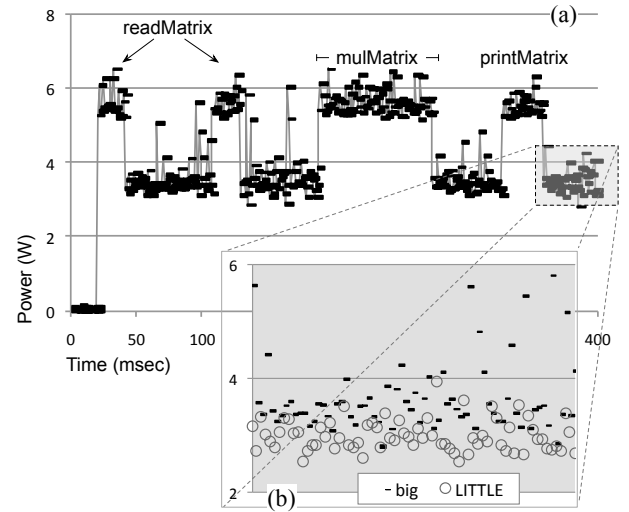 (a)
8
readMatrix
mulMatrix
printMatrix
6
4
2
0
Power (W)
0
50
100
400
Time (msec)
6
4
2
big
LITTLE
(b)